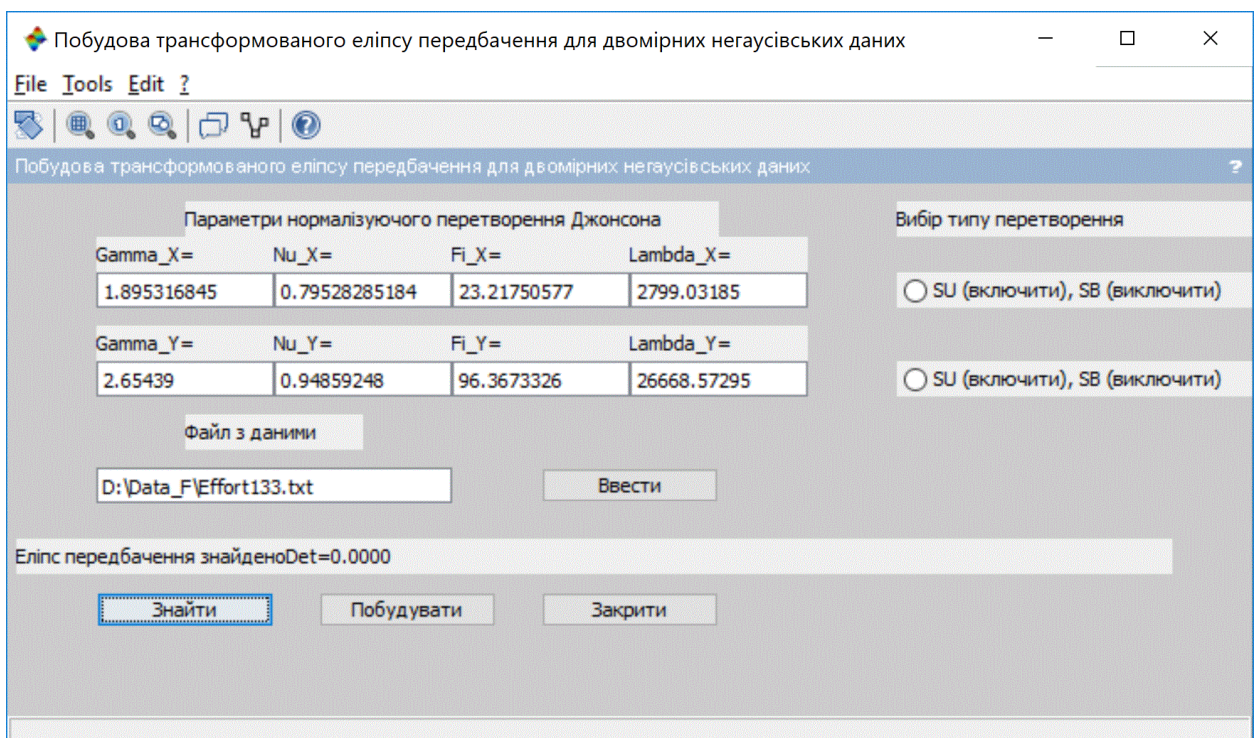 Побудова трансформованого еліпсу передбачення для двомірних негаусівських даних
File Tools Edit ?
Побудова трансформованого еліпсу передбачення для двомірних негаусівських даних ?
Параметри нормалізуючого перетворення Джонсона Вибір типу перетворення
Gamma_X= Nu_X= Fi_X= Lambda_X=
1.895316845 0.79528285184 23.21750577 2799.03185 SU (включити), SB (виключити)
Gamma_Y= Nu_Y= Fi_Y= Lambda_Y=
2.65439 0.94859248 96.3673326 26668.57295 SU (включити), SB (виключити)
Файл з даними
D:\Data_F\Effort133.txt Ввести
Еліпс передбачення знайденоDet=0.0000
Знайти Побудувати Закрити